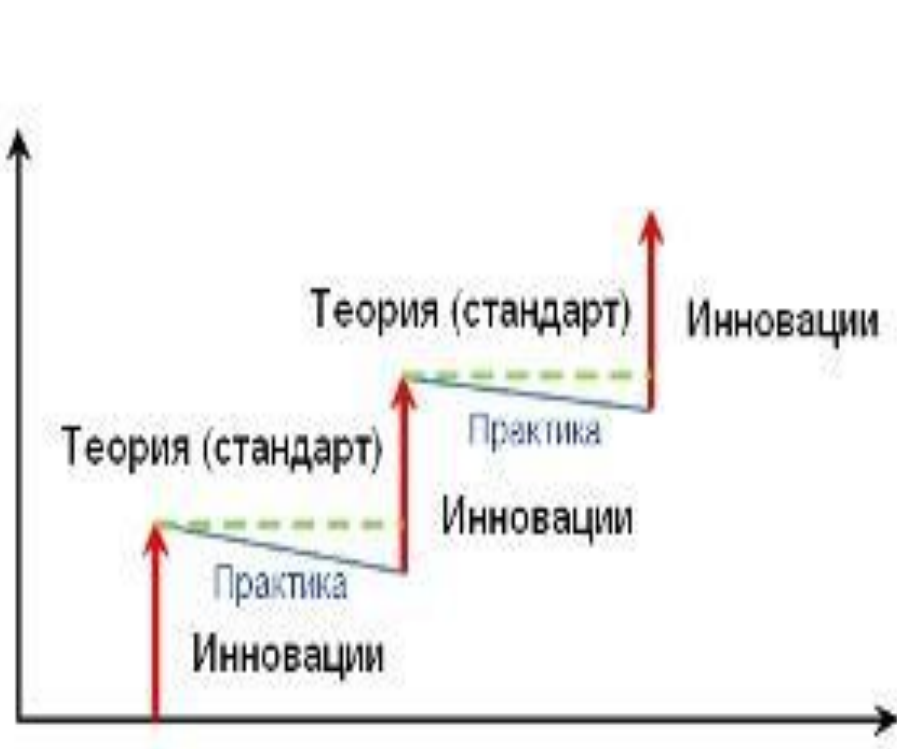 Теория (стандарт)
Инновации
Практика
Теория (стандарт)
Инновации
Практика
Инновации